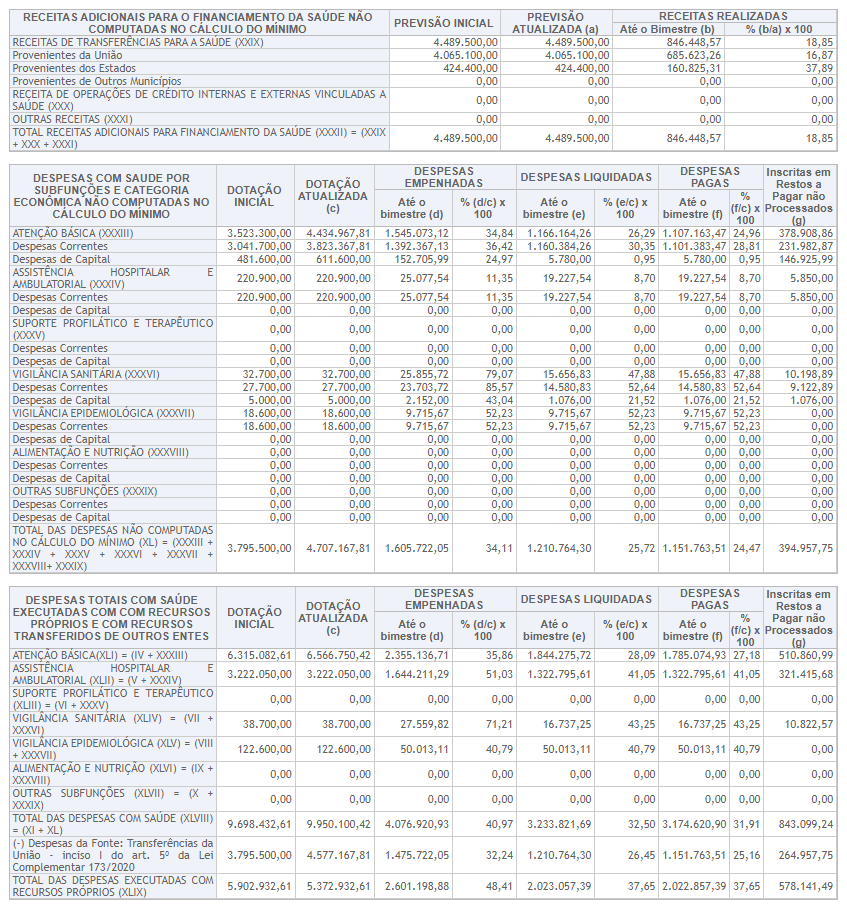 RECEITAS ADICIONAIS PARA O FINANCIAMENTO DA SAÚDE NÃO COMPUTADAS NO CÁLCULO DO MÍNIMO PREVISÃO INICIAL PREVISÃO ATUALIZADA (a) RECEITAS REALIZADAS
Até o Bimestre (b) % (b/a) x 100
RECEITAS DE TRANSFERÊNCIAS PARA A SAÚDE (XXIX) 4.489.500,00 4.489.500,00 846.448,57 18,85
Provenientes da União 4.065.100,00 4.065.100,00 685.623,26 16,87
Provenientes dos Estados 424.400,00 424.400,00 160.825,31 37,89
Provenientes de Outros Municípios 0,00 0,00 0,00 0,00
RECEITA DE OPERAÇÕES DE CRÉDITO INTERNAS E EXTERNAS VINCULADAS A SAÚDE (XXX) 0,00 0,00 0,00 0,00
OUTRAS RECEITAS (XXXI) 0,00 0,00 0,00 0,00
TOTAL RECEITAS ADICIONAIS PARA FINANCIAMENTO DA SAÚDE (XXXII) = (XXIX + XXX + XXXI) 4.489.500,00 4.489.500,00 846.448,57 18,85
DESPESAS COM SAUDE POR SUBFUNÇÕES E CATEGORIA ECONÔMICA NÃO COMPUTADAS NO CÁLCULO DO MÍNIMO DOTAÇÃO INICIAL DOTAÇÃO ATUALIZADA (c) DESPESAS EMPENHADAS DESPESAS LIQUIDADAS DESPESAS PAGAS Inscritas em Restos a Pagar não Processados (g)
Até o bimestre (d) % (d/c) x 100 Até o bimestre (e) % (e/c) x 100 Até o bimestre (f) % (f/c) x 100
ATENÇÃO BÁSICA (XXXIII) 3.523.300,00 4.434.967,81 1.545.073,12 34,84 1.166.164,26 26,29 1.107.163,47 24,96 378.908,86
Despesas Correntes 3.041.700,00 3.823.367,81 1.392.367,13 36,42 1.160.384,26 30,35 1.101.383,47 28,81 231.982,87
Despesas de Capital 481.600,00 611.600,00 152.705,99 24,97 5.780,00 0,95 5.780,00 0,95 146.925,99
ASSISTÊNCIA HOSPITALAR E AMBULATORIAL (XXXIV) 220.900,00 220.900,00 25.077,54 11,35 19.227,54 8,70 19.227,54 8,70 5.850,00
Despesas Correntes 220.900,00 220.900,00 25.077,54 11,35 19.227,54 8,70 19.227,54 8,70 5.850,00
Despesas de Capital 0,00 0,00 0,00 0,00 0,00 0,00 0,00 0,00 0,00
SUPORTE PROFILÁTICO E TERAPÊUTICO (XXXV) 0,00 0,00 0,00 0,00 0,00 0,00 0,00 0,00 0,00
Despesas Correntes 0,00 0,00 0,00 0,00 0,00 0,00 0,00 0,00 0,00
Despesas de Capital 0,00 0,00 0,00 0,00 0,00 0,00 0,00 0,00 0,00
VIGILÂNCIA SANITÁRIA (XXXVI) 32.700,00 32.700,00 25.855,72 79,07 15.656,83 47,88 15.656,83 47,88 10.198,89
Despesas Correntes 27.700,00 27.700,00 23.703,72 85,57 14.580,83 52,64 14.580,83 52,64 9.122,89
Despesas de Capital 5.000,00 5.000,00 2.152,00 43,04 1.076,00 21,52 1.076,00 21,52 1.076,00
VIGILÂNCIA EPIDEMIOLÓGICA (XXXVII) 18.600,00 18.600,00 9.715,67 52,23 9.715,67 52,23 9.715,67 52,23 0,00
Despesas Correntes 18.600,00 18.600,00 9.715,67 52,23 9.715,67 52,23 9.715,67 52,23 0,00
Despesas de Capital 0,00 0,00 0,00 0,00 0,00 0,00 0,00 0,00 0,00
ALIMENTAÇÃO E NUTRIÇÃO (XXXVIII) 0,00 0,00 0,00 0,00 0,00 0,00 0,00 0,00 0,00
Despesas Correntes 0,00 0,00 0,00 0,00 0,00 0,00 0,00 0,00 0,00
Despesas de Capital 0,00 0,00 0,00 0,00 0,00 0,00 0,00 0,00 0,00
OUTRAS SUBFUNÇÕES (XXXIX) 0,00 0,00 0,00 0,00 0,00 0,00 0,00 0,00 0,00
Despesas Correntes 0,00 0,00 0,00 0,00 0,00 0,00 0,00 0,00 0,00
Despesas de Capital 0,00 0,00 0,00 0,00 0,00 0,00 0,00 0,00 0,00
TOTAL DAS DESPESAS NÃO COMPUTADAS NO CÁLCULO DO MÍNIMO (XL) = (XXXIII + XXXIV + XXXV + XXXVI + XXXVII + XXXVIII+ XXXIX) 3.795.500,00 4.707.167,81 1.605.722,05 34,11 1.210.764,30 25,72 1.151.763,51 24,47 394.957,75
DESPESAS TOTAIS COM SAÚDE EXECUTADAS COM COM RECURSOS PRÓPRIOS E COM RECURSOS TRANSFERIDOS DE OUTROS ENTES DOTAÇÃO INICIAL DOTAÇÃO ATUALIZADA (c) DESPESAS EMPENHADAS DESPESAS LIQUIDADAS DESPESAS PAGAS Inscritas em Restos a Pagar não Processados (g)
Até o bimestre (d) % (d/c) x 100 Até o bimestre (e) % (e/c) x 100 Até o bimestre (f) % (f/c) x 100
ATENÇÃO BÁSICA(XLI) = (IV + XXXIII) 6.315.082,61 6.566.750,42 2.355.136,71 35,86 1.844.275,72 28,09 1.785.074,93 27,18 510.860,99
ASSISTÊNCIA HOSPITALAR E AMBULATORIAL (XLII) = (V + XXXIV) 3.222.050,00 3.222.050,00 1.644.211,29 51,03 1.322.795,61 41,05 1.322.795,61 41,05 321.415,68
SUPORTE PROFILÁTICO E TERAPÊUTICO (XLIII) = (VI + XXXV) 0,00 0,00 0,00 0,00 0,00 0,00 0,00 0,00 0,00
VIGILÂNCIA SANITÁRIA (XLIV) = (VII + XXXVI) 38.700,00 38.700,00 27.559,82 71,21 16.737,25 43,25 16.737,25 43,25 10.822,57
VIGILÂNCIA EPIDEMIOLÓGICA (XLV) = (VIII + XXXVII) 122.600,00 122.600,00 50.013,11 40,79 50.013,11 40,79 50.013,11 40,79 0,00
ALIMENTAÇÃO E NUTRIÇÃO (XLVI) = (IX + XXXVIII) 0,00 0,00 0,00 0,00 0,00 0,00 0,00 0,00 0,00
OUTRAS SUBFUNÇÕES (XLVII) = (X + XXXIX) 0,00 0,00 0,00 0,00 0,00 0,00 0,00 0,00 0,00
TOTAL DAS DESPESAS COM SAÚDE (XLVIII) = (XI + XL) 9.698.432,61 9.950.100,42 4.076.920,93 40,97 3.233.821,69 32,50 3.174.620,90 31,91 843.099,24
(-) Despesas da Fonte: Transferências da União - inciso I do art. 5º da Lei Complementar 173/2020 3.795.500,00 4.577.167,81 1.475.722,05 32,24 1.210.764,30 26,45 1.151.763,51 25,16 264.957,75
TOTAL DAS DESPESAS EXECUTADAS COM RECURSOS PRÓPRIOS (XLIX) 5.902.932,61 5.372.932,61 2.601.198,88 48,41 2.023.057,39 37,65 2.022.857,39 37,65 578.141,49